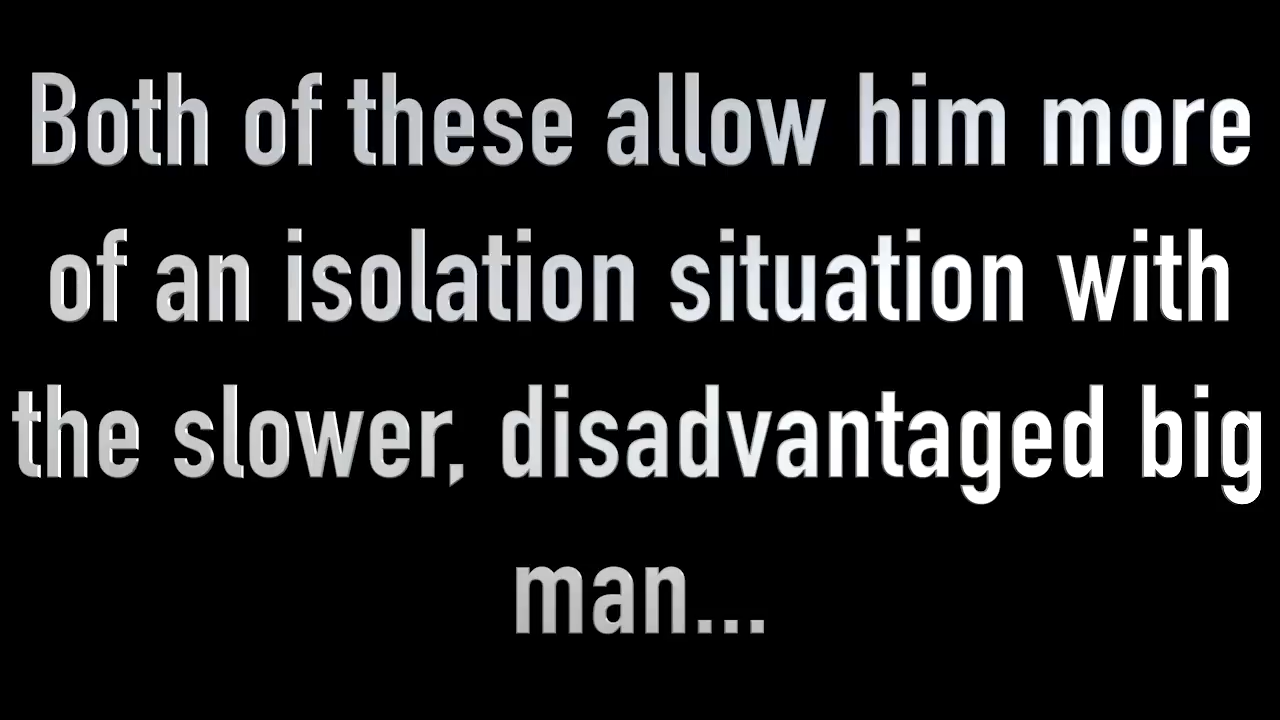 Both of these allow him more
of an isolation situation with
the slower, disadvantaged big
man...